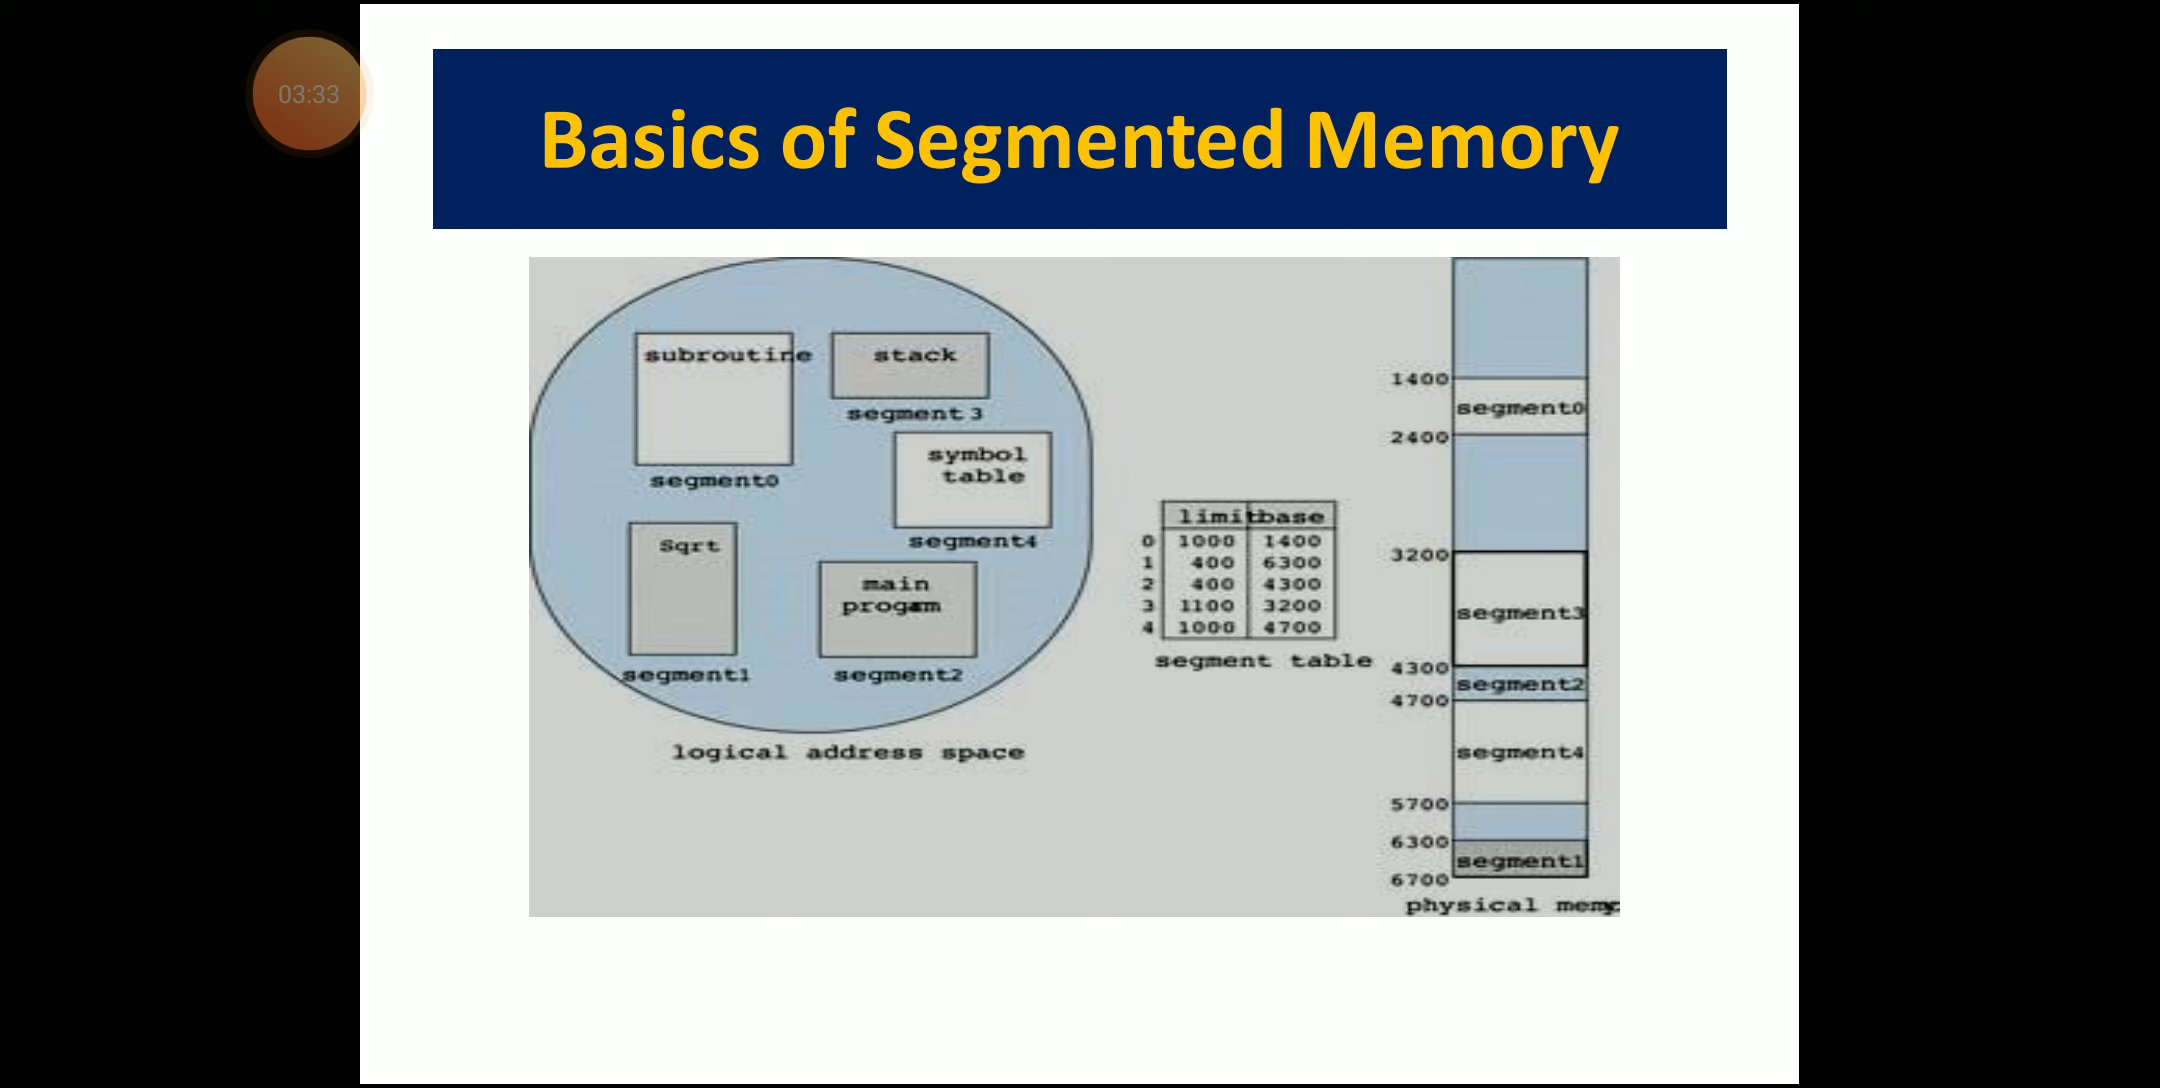 03:33
Basics of Segmented Memory
subroutine
stack
segment 3
symbol
table
segment0
segment4
Sqrt
main
progam
segment1
segment2
logical address space
limit base
0 1000 1400
1 400 6300
2 400 4300
3 1100 3200
4 1000 4700
segment table
1400
segment0
2400
3200
segment3
4300
segment2
4700
segment4
5700
6300
segment1
6700
physical